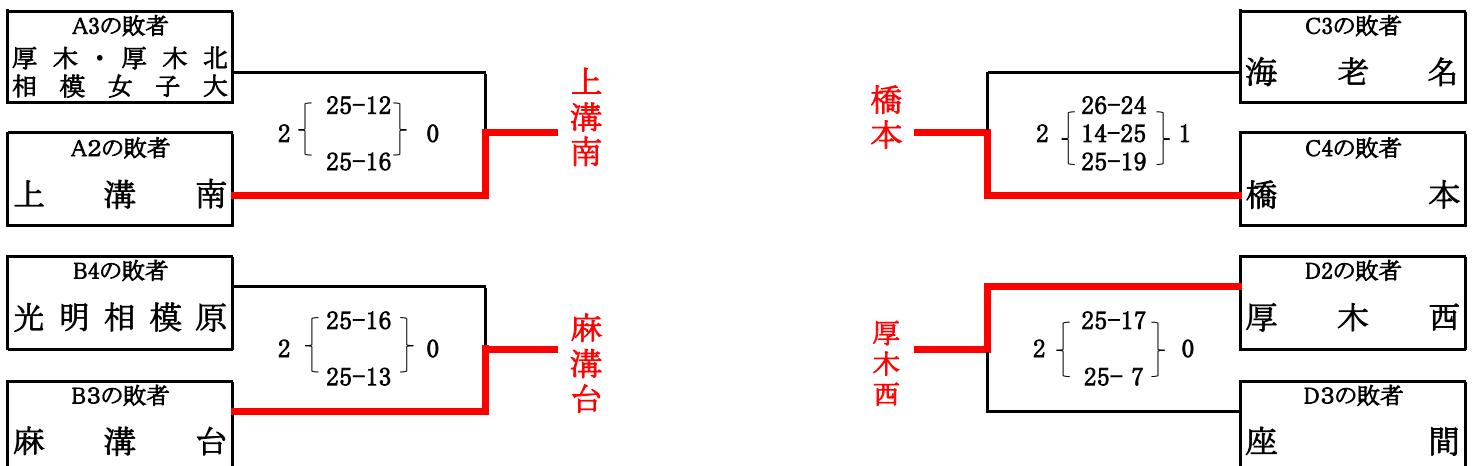 A3の敗者
厚木・厚木北
相模女子大
A2の敗者
上溝南
25-12
2 0
25-16
上溝南
B4の敗者
光明相模原
B3の敗者
麻溝台
25-16
2 0
25-13
麻溝台
橋本
26-24
2 14-25 1
25-19
C3の敗者
海老名
C4の敗者
橋本
厚木西
25-17
2 0
25- 7
D2の敗者
厚木西
D3の敗者
座間